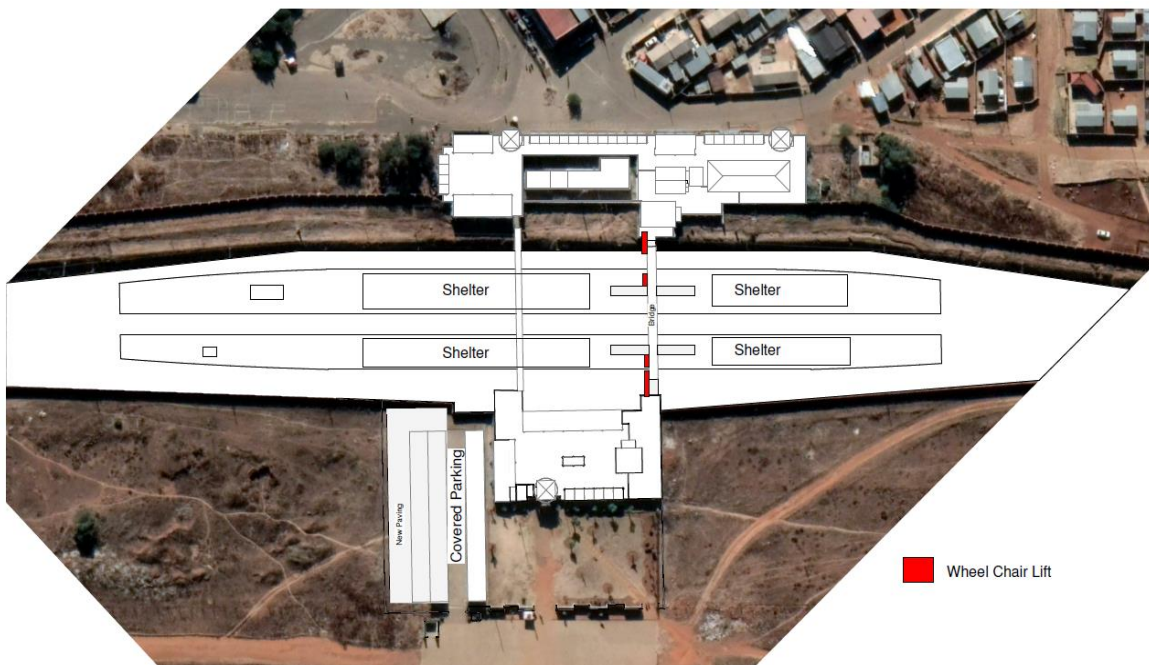 Shelter
Shelter
Bridge
Shelter
Shelter
New Paving
Covered Parking
Wheel Chair Lift